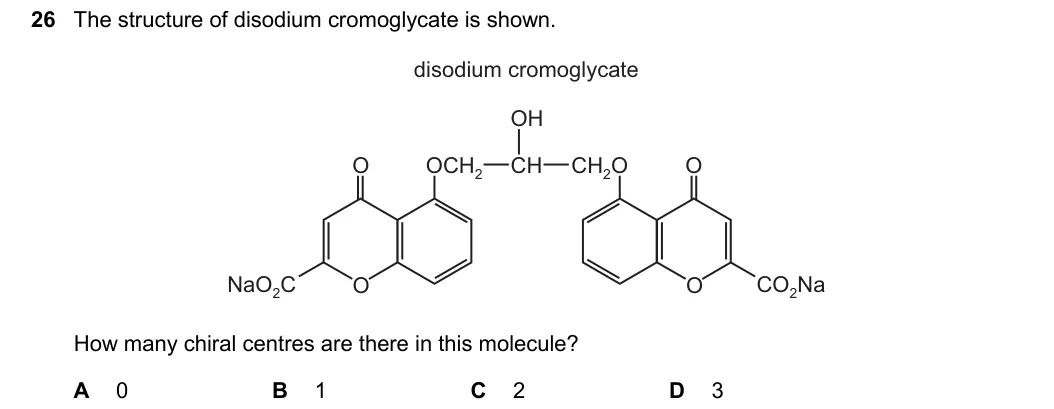 26 The structure of disodium cromoglycate is shown.
disodium cromoglycate
OH
O OCH₂—CH—CH₂O O
NaO₂C O O CO₂Na
How many chiral centres are there in this molecule?
A 0 B 1 C 2 D 3